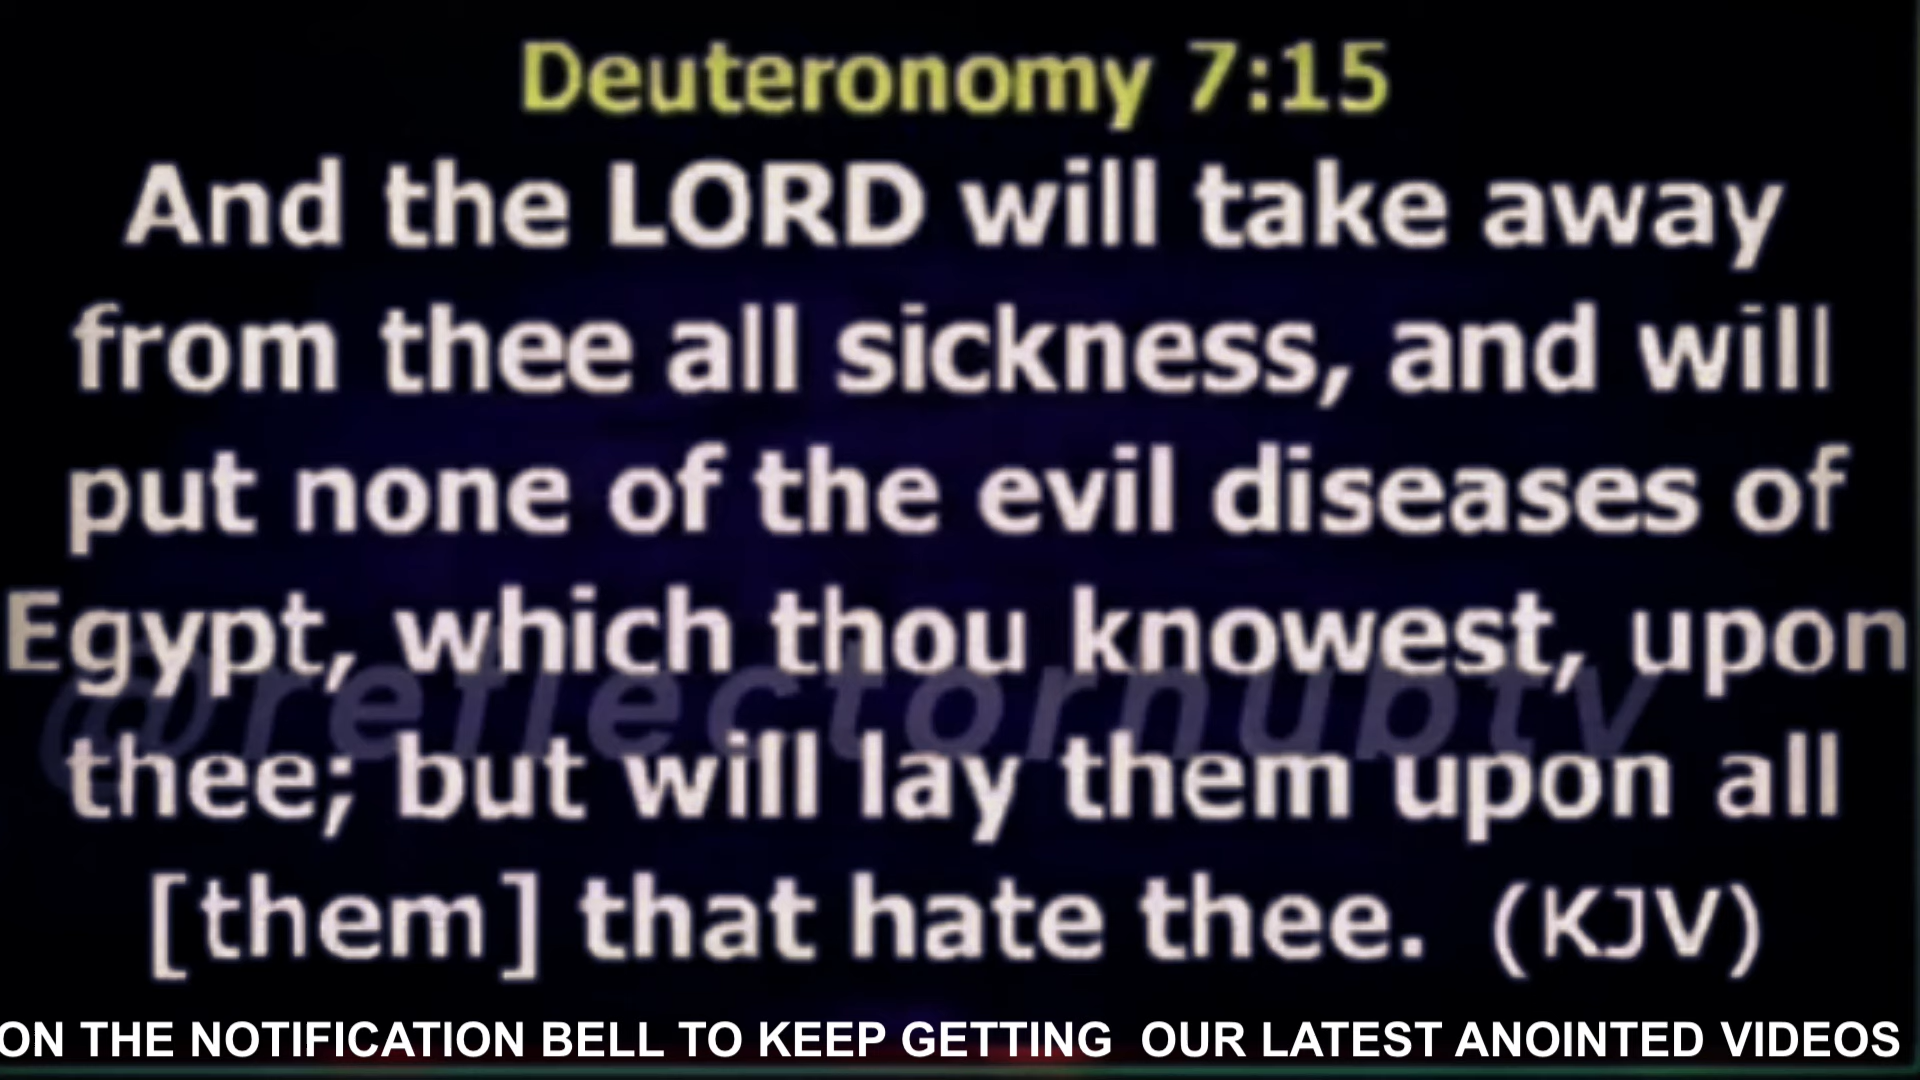 Deuteronomy 7:15
And the LORD will take away
from thee all sickness, and will
put none of the evil diseases of
Egypt, which thou knowest, upon
@reflectorhubtv
thee; but will lay them upon all
[them] that hate thee. (KJV)
ON THE NOTIFICATION BELL TO KEEP GETTING OUR LATEST ANOINTED VIDEOS